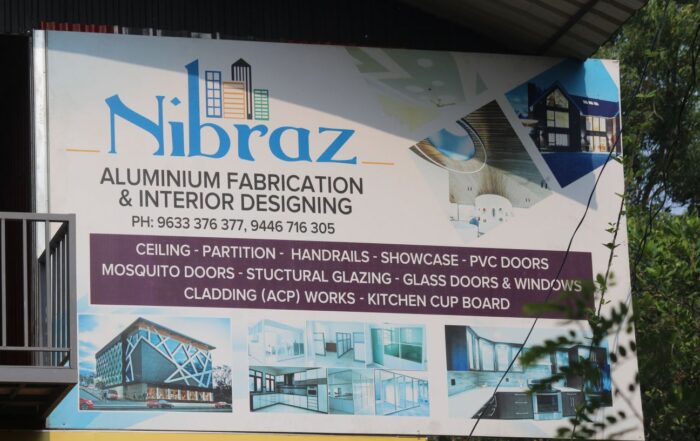 Nibraz
ALUMINIUM FABRICATION
& INTERIOR DESIGNING
PH: 9633 376 377, 9446 716 305
CEILING - PARTITION - HANDRAILS - SHOWCASE - PVC DOORS
MOSQUITO DOORS - STUCTURAL GLAZING - GLASS DOORS & WINDOWS
CLADDING (ACP) WORKS - KITCHEN CUP BOARD